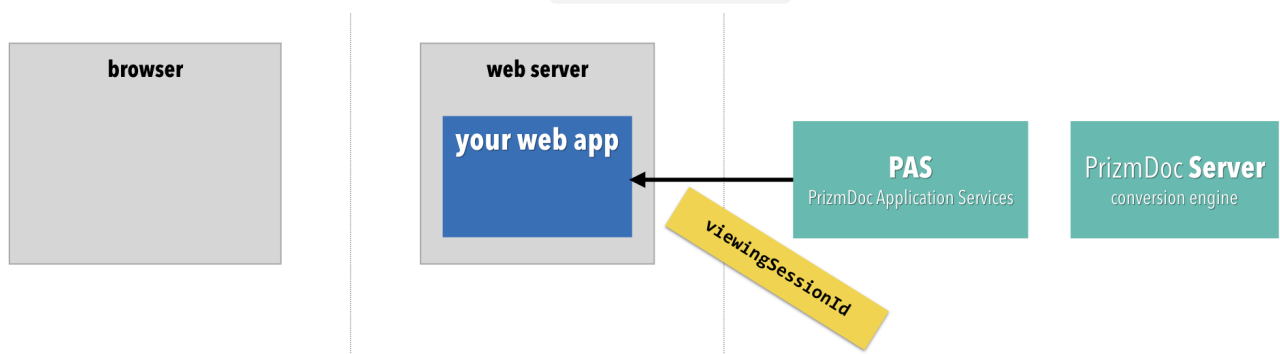 browser
web server
your web app
PAS
PrizmDoc Application Services
PrizmDoc Server
conversion engine
viewingSessionId